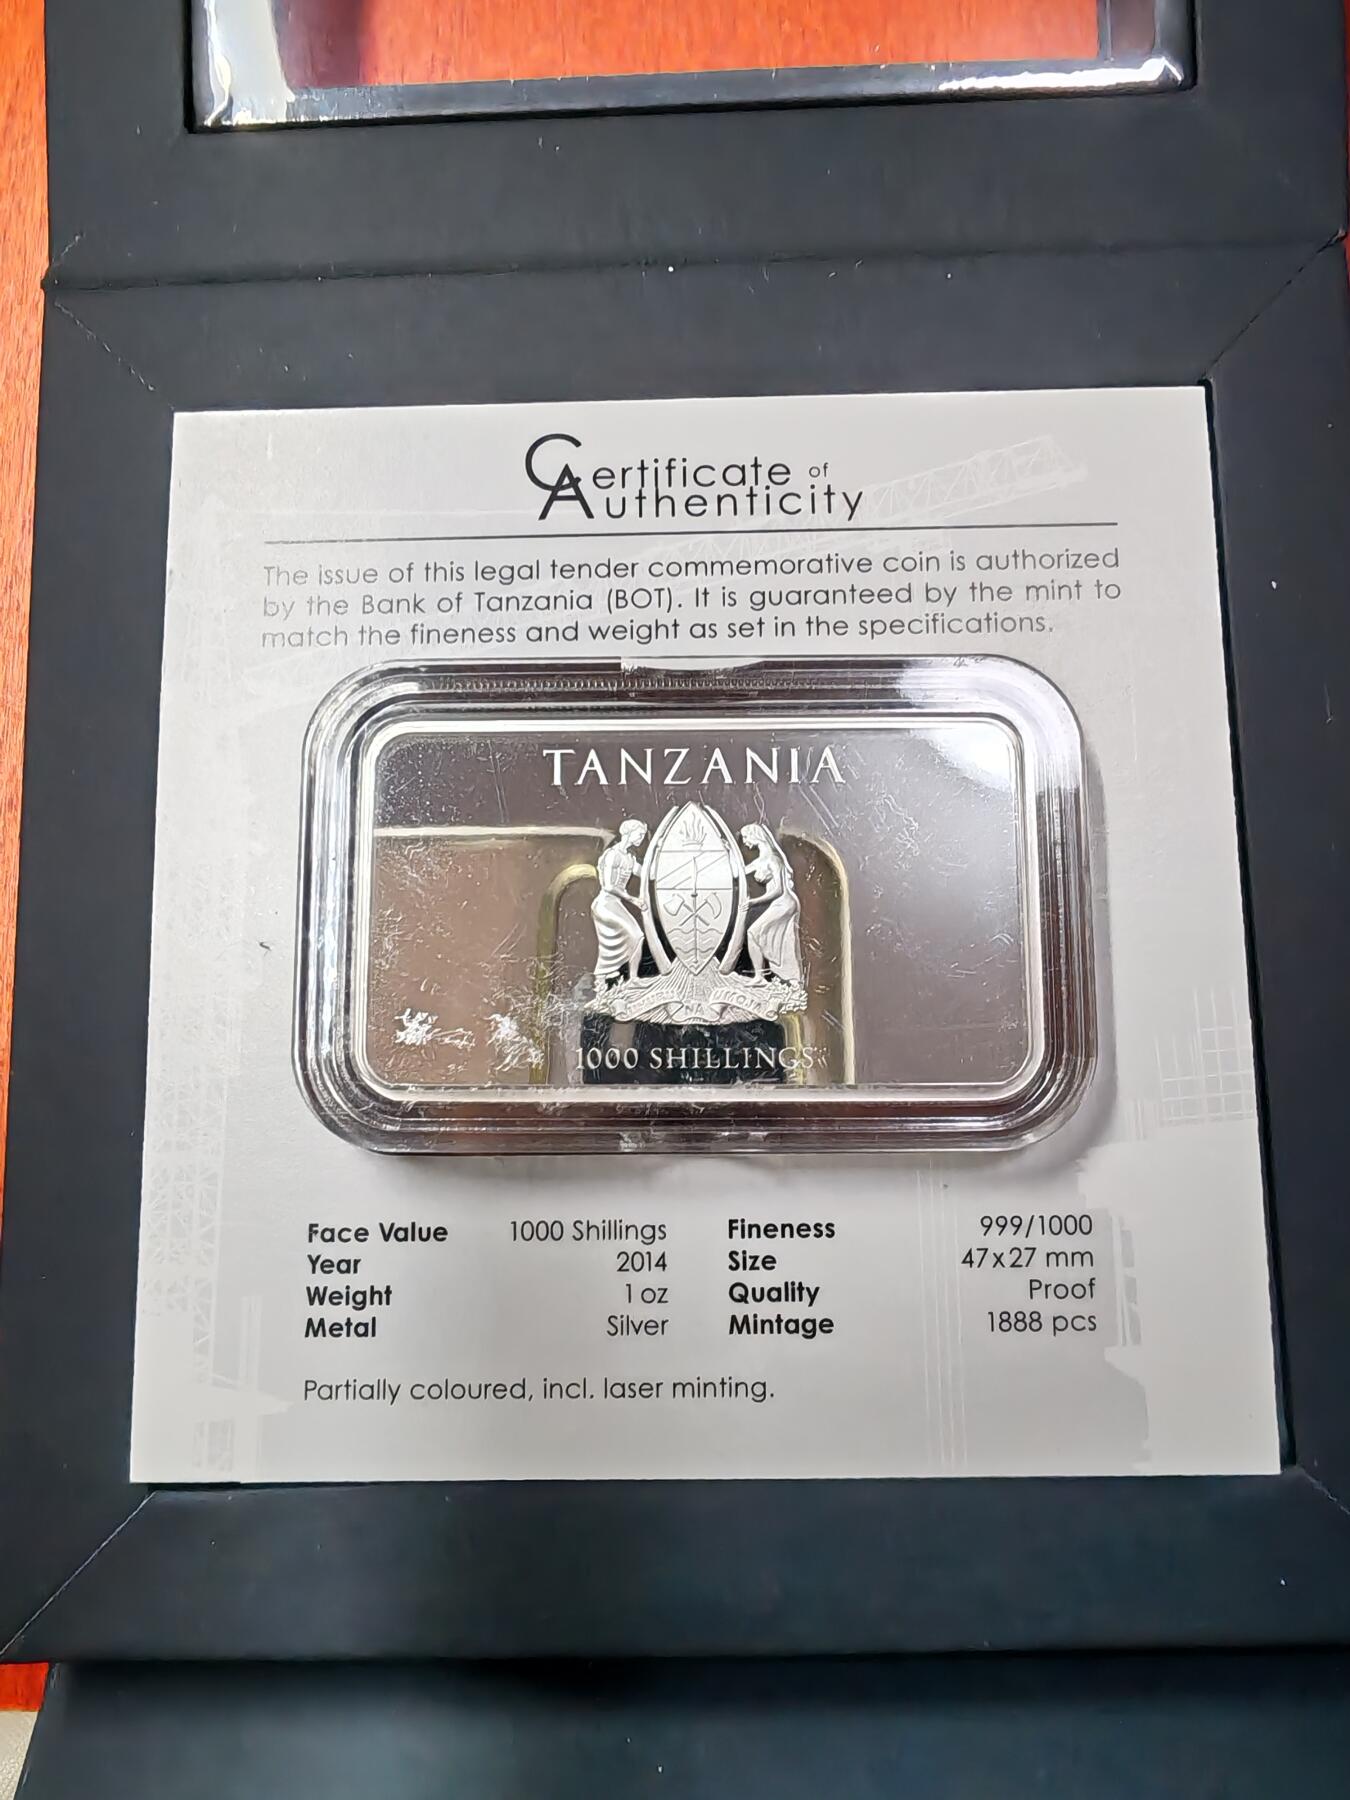 Certificate of
Authenticity
The issue of this legal tender commemorative coin is authorized
by the Bank of Tanzania (BOT). It is guaranteed by the mint to
match the fineness and weight as set in the specifications.
TANZANIA
NA
1000 SHILLINGS
Face Value 1000 Shillings Fineness 999/1000
Year 2014 Size 47x27 mm
Weight 1 oz Quality Proof
Metal Silver Mintage 1888 pcs
Partially coloured, incl. laser minting.